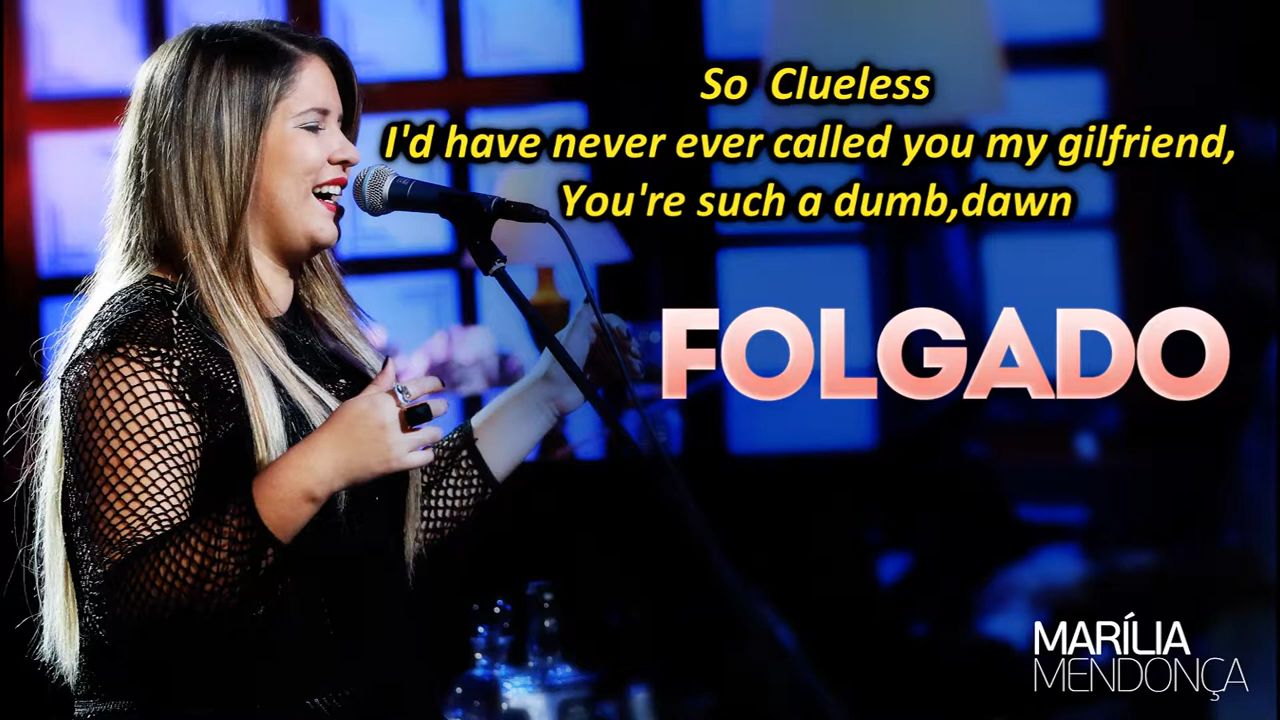 So Clueless
I'd have never ever called you my gilfriend,
You're such a dumb,dawn
FOLGADO
MARÍLIA
MENDONÇA